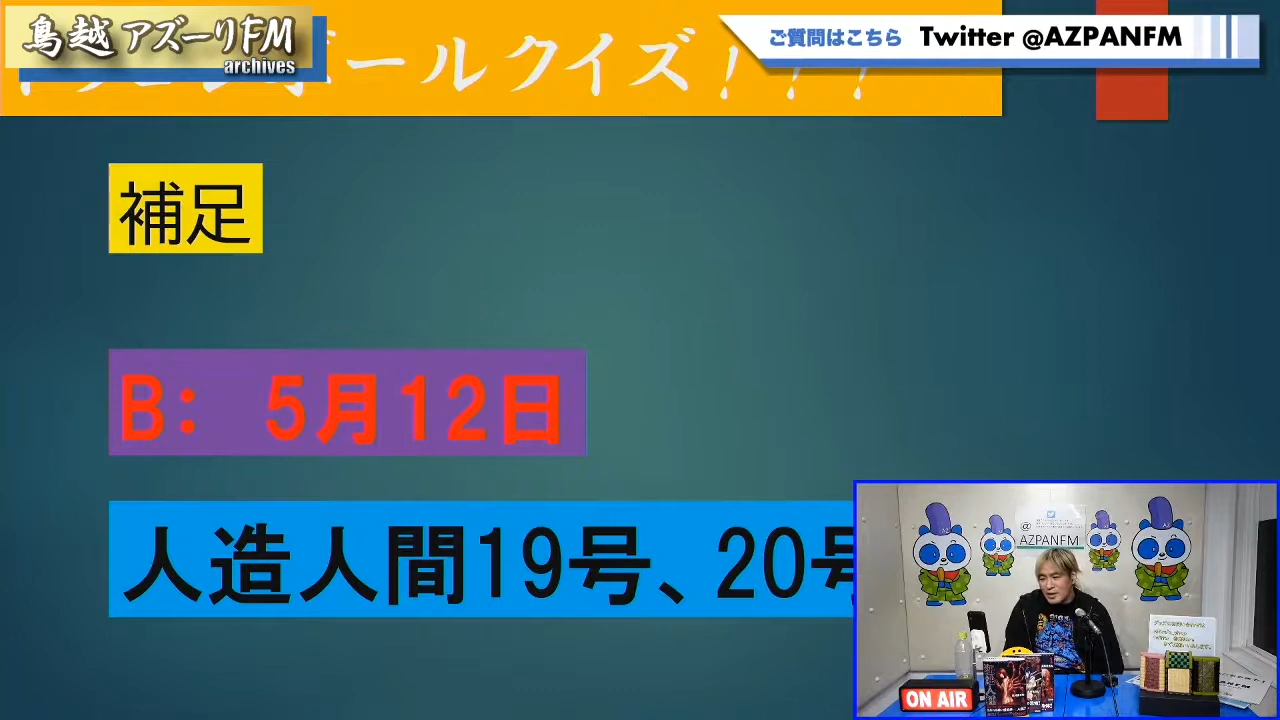 鳥越アズーリFM
archives
ボールクイズ!!!
ご質問はこちら Twitter @AZPANFM
補足
B: 5月12日
人造人間19号、20号
@
AZPANFM
ON AIR